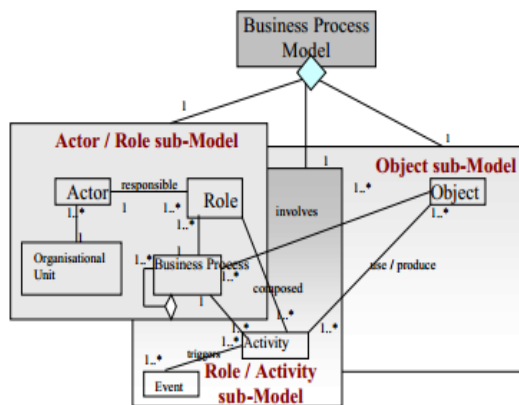 Business Process
Model
1
1
1
Actor / Role sub-Model
Object sub-Model
Actor
responsible
Role
1..*
Object
1..*
1
1..*
1..*
involves
1..*
1
Organisational
Unit
1..*
1
Business Process
1..*
use / produce
1
composed
1..*
1..*
1..*
1..*
Activity
1..*
triggers
Role / Activity
sub-Model
Event